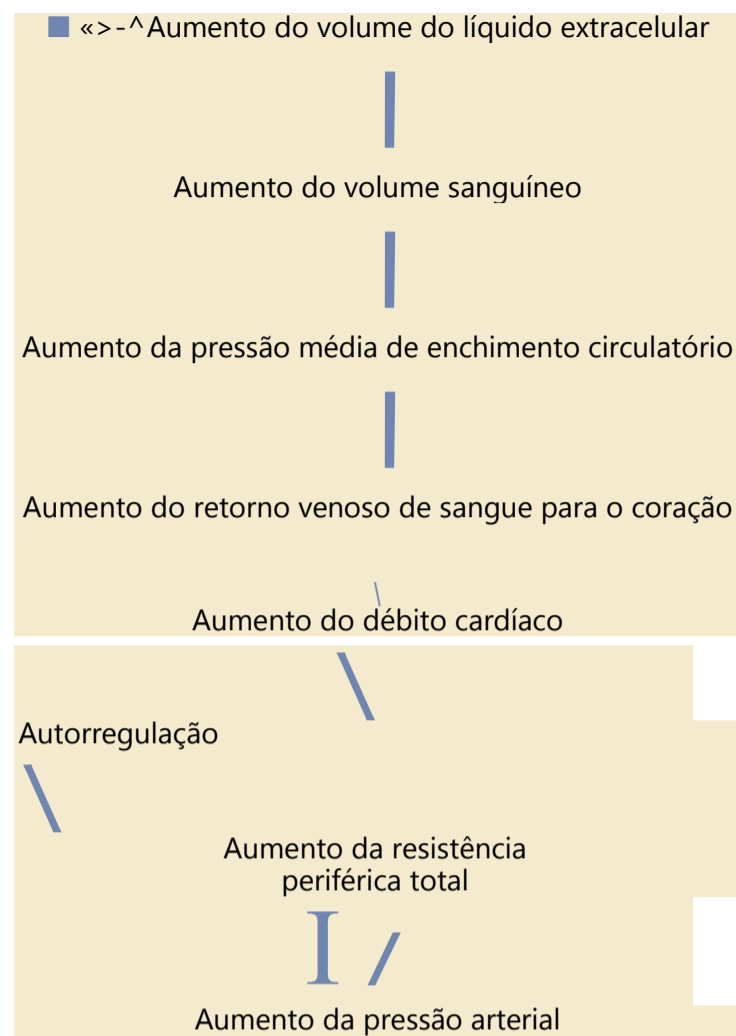 ■ «>-^Aumento do volume do líquido extracelular
|
Aumento do volume sanguíneo
|
Aumento da pressão média de enchimento circulatório
|
Aumento do retorno venoso de sangue para o coração
\
Aumento do débito cardíaco
\
Autorregulação
\
Aumento da resistência
periférica total
I /
Aumento da pressão arterial